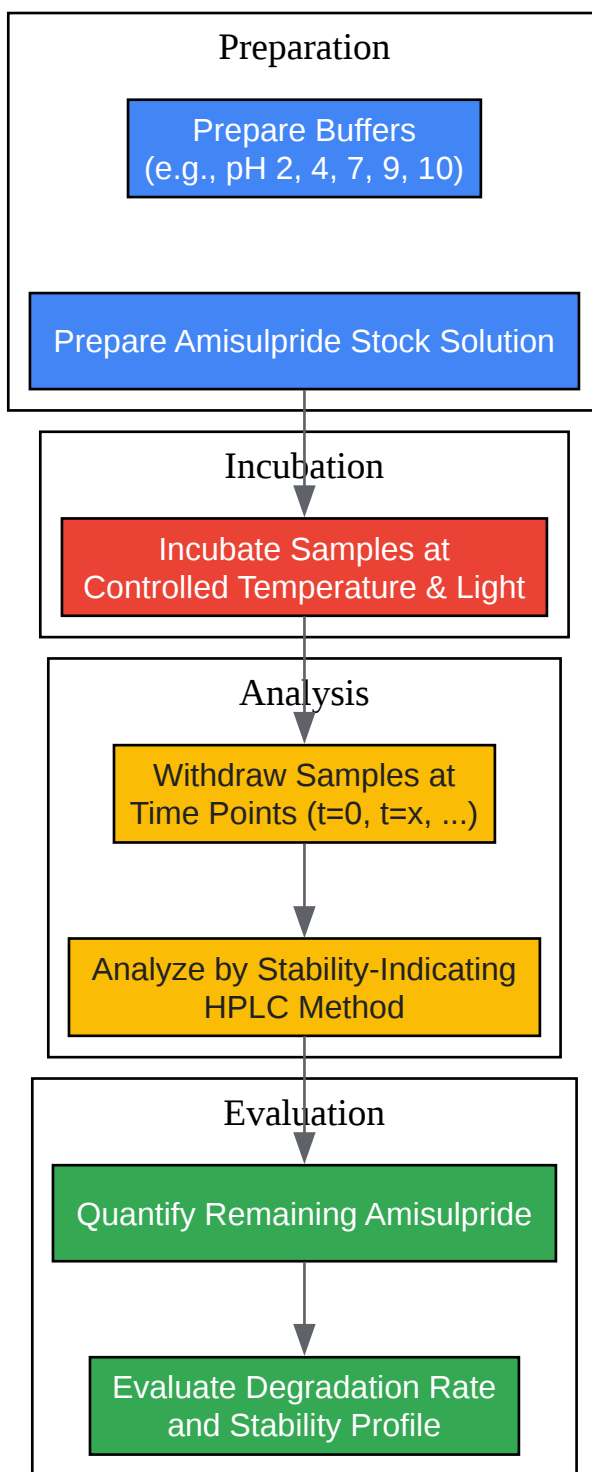 Preparation
Prepare Buffers
(e.g., pH 2, 4, 7, 9, 10)
Prepare Amisulpride Stock Solution
Incubation
Incubate Samples at
Controlled Temperature & Light
Analysis
Withdraw Samples at
Time Points (t=0, t=x, ...)
Analyze by Stability-Indicating
HPLC Method
Evaluation
Quantify Remaining Amisulpride
Evaluate Degradation Rate
and Stability Profile